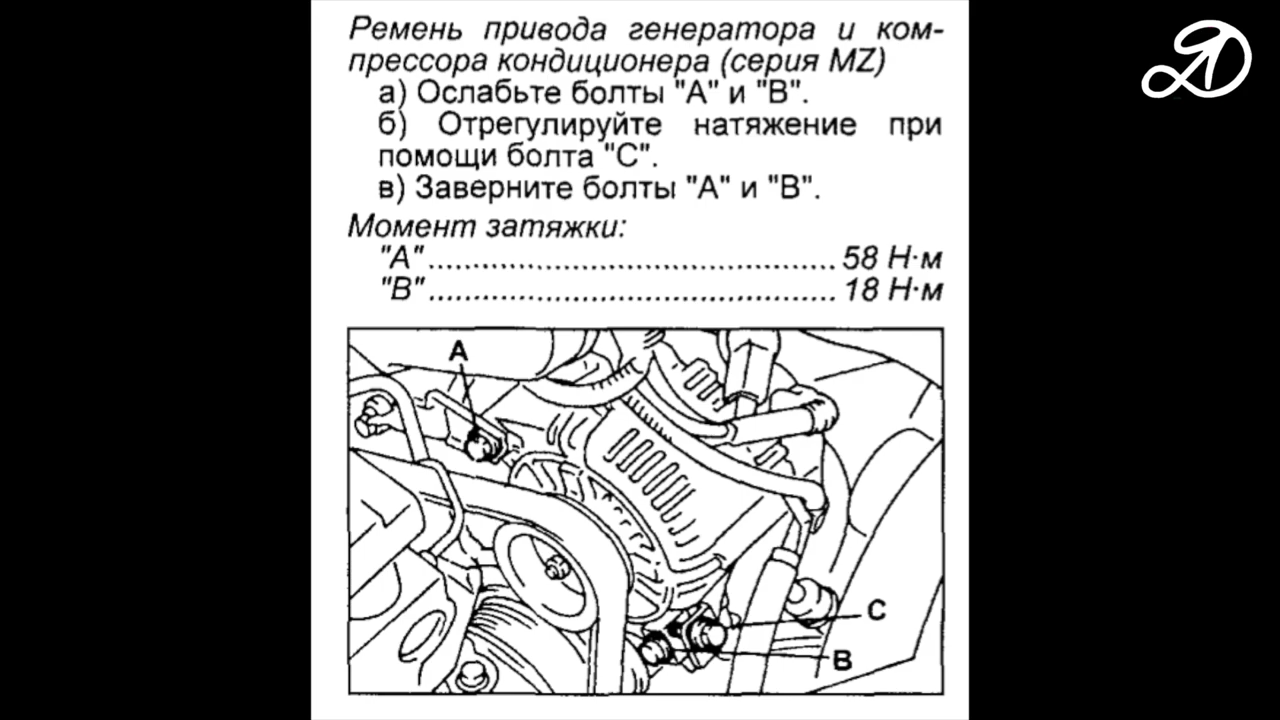 Ремень привода генератора и ком-
прессора кондиционера (серия MZ)
а) Ослабьте болты "А" и "В".
б) Отрегулируйте натяжение при
помощи болта "С".
в) Заверните болты "А" и "В".
Момент затяжки:
"А"........................................ 58 Н·м
"В"........................................ 18 Н·м
A
C
B